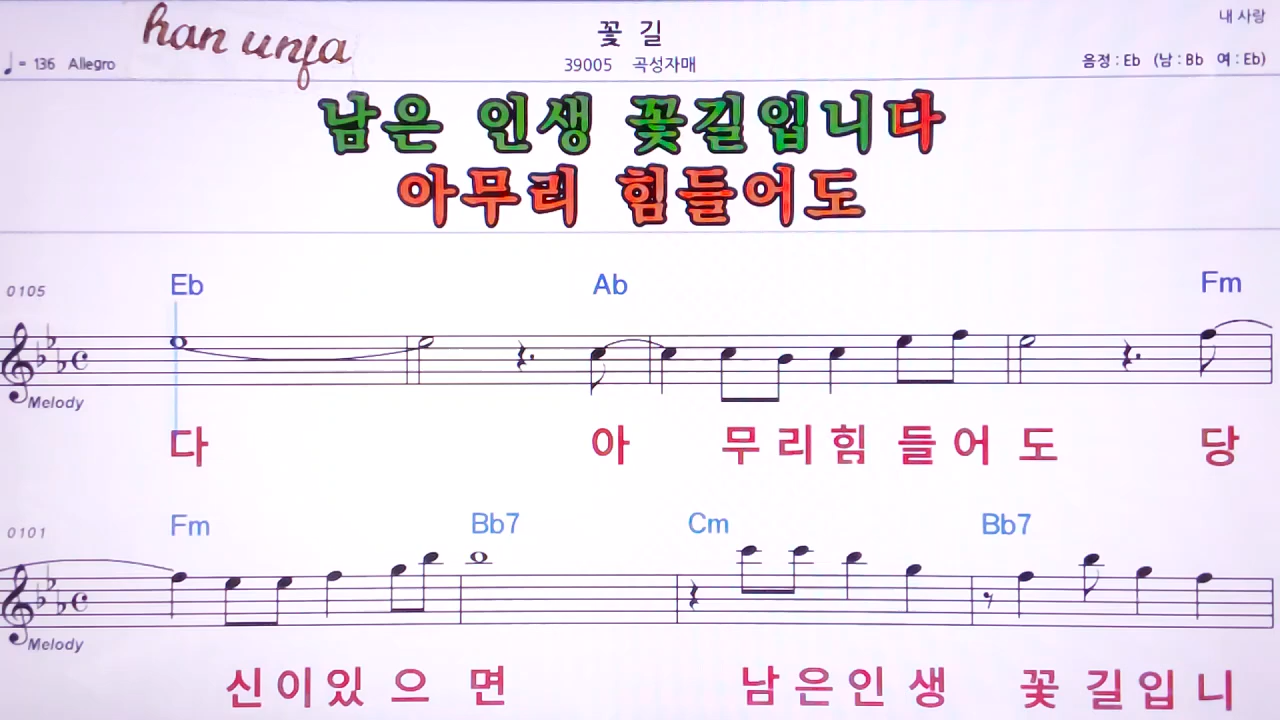 han unfa
꽃 길
내 사랑
♩= 136 Allegro
39005 곡성자매
음정 : Eb (남 : Bb 여 : Eb)
남은 인생 꽃길입니다
아무리 힘들어도
0105 Eb Ab Fm
Melody
다 아 무 리 힘 들 어 도 당
0101 Fm Bb7 Cm Bb7
Melody
신 이 있 으 면 남 은 인 생 꽃 길 입 니